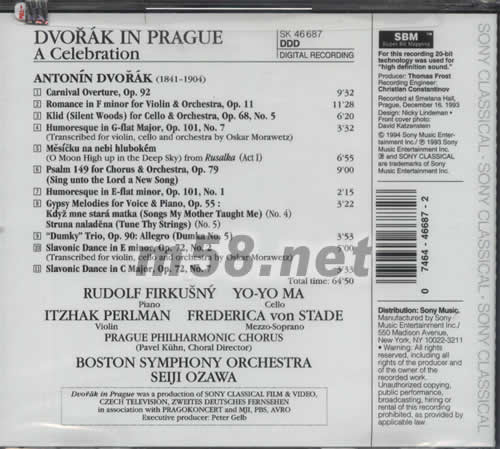 DVOŘÁK IN PRAGUE
A Celebration
SK 46 687
DDD
DIGITAL RECORDING
ANTONÍN DVOŘÁK (1841-1904)
1 Carnival Overture, Op. 92 9'32
2 Romance in F minor for Violin & Orchestra, Op. 11 11'28
3 Klid (Silent Woods) for Cello & Orchestra, Op. 68, No. 5 6'20
4 Humoresque in G-flat Major, Op. 101, No. 7 4'32
(Transcribed for violin, cello and orchestra by Oskar Morawetz)
5 Měsíčku na nebi hlubokém
(O Moon High up in the Deep Sky) from Rusalka (Act I) 6'55
6 Psalm 149 for Chorus & Orchestra, Op. 79 9'00
(Sing unto the Lord a New Song)
7 Humoresque in E-flat minor, Op. 101, No. 1 2'15
8 Gypsy Melodies for Voice & Piano, Op. 55 : 3'22
Když mne stará matka (Songs My Mother Taught Me) (No. 4)
Struna naladěna (Tune Thy Strings) (No. 5)
9 "Dumky" Trio, Op. 90: Allegro (Dumka No. 5) 3'53
10 Slavonic Dance in E minor, Op. 72, No. 2 5'00
(Transcribed for violin, cello and orchestra by Oskar Morawetz)
11 Slavonic Dance in C Major, Op. 72, No. 7 3'33
Total time: 64'50
m58.net
RUDOLF FIRKUŠNÝ YO-YO MA
Piano Cello
ITZHAK PERLMAN FREDERICA von STADE
Violin Mezzo-Soprano
PRAGUE PHILHARMONIC CHORUS
(Pavel Kühn, Choral Director)
BOSTON SYMPHONY ORCHESTRA
SEIJI OZAWA
Dvořák in Prague was a production of SONY CLASSICAL FILM & VIDEO,
CZECH TELEVISION, ZWEITES DEUTSCHES FERNSEHEN
in association with PRAGOKONCERT and MJI, PBS, AVRO
Executive producer: Peter Gelb
SBM
Super Bit Mapping
For this recording 20-bit
technology was used for
"high definition sound."
Producer: Thomas Frost
Recording Engineer:
Christian Constantinov
Recorded at Smetana Hall,
Prague, December 16, 1993
Design: Nicky Lindeman •
Front cover photo:
David Katzenstein
© 1994 Sony Music Enter-
tainment Inc./ ℗ 1993 Sony
Music Entertainment Inc.
℗ and SONY CLASSICAL
are trademarks.
0 7464-46687-2
Distribution: Sony Music.
Manufactured by Sony
Music Entertainment Inc./
550 Madison Avenue,
New York, NY 10022-3211
• Warning: All rights
reserved, including all rights
of the producer and of the
owner of the recorded work.
Unauthorized copying,
public performance,
broadcasting, hiring or
rental of this recording
prohibited, as provided by
applicable law.
SONY CLASSICAL · SONY CLASSICAL · SONY CLASSICAL · SONY CLASSICAL